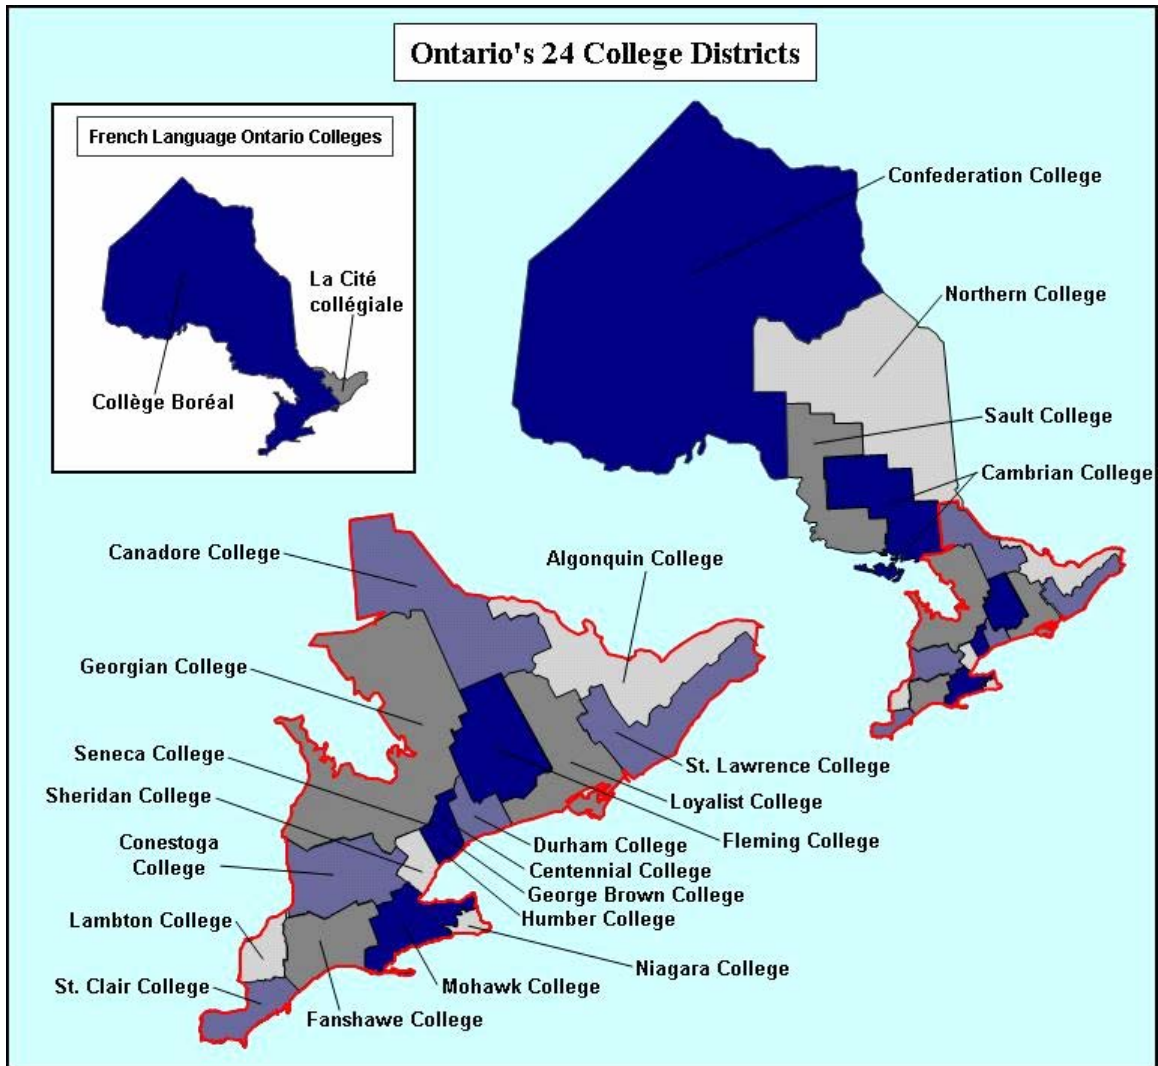 Ontario's 24 College Districts
French Language Ontario Colleges
La Cité
collégiale
Collège Boréal
Confederation College
Northern College
Sault College
Cambrian College
Canadore College
Algonquin College
Georgian College
Seneca College
Sheridan College
Conestoga
College
Lambton College
St. Clair College
Fanshawe College
Mohawk College
Niagara College
Humber College
George Brown College
Centennial College
Durham College
Fleming College
Loyalist College
St. Lawrence College